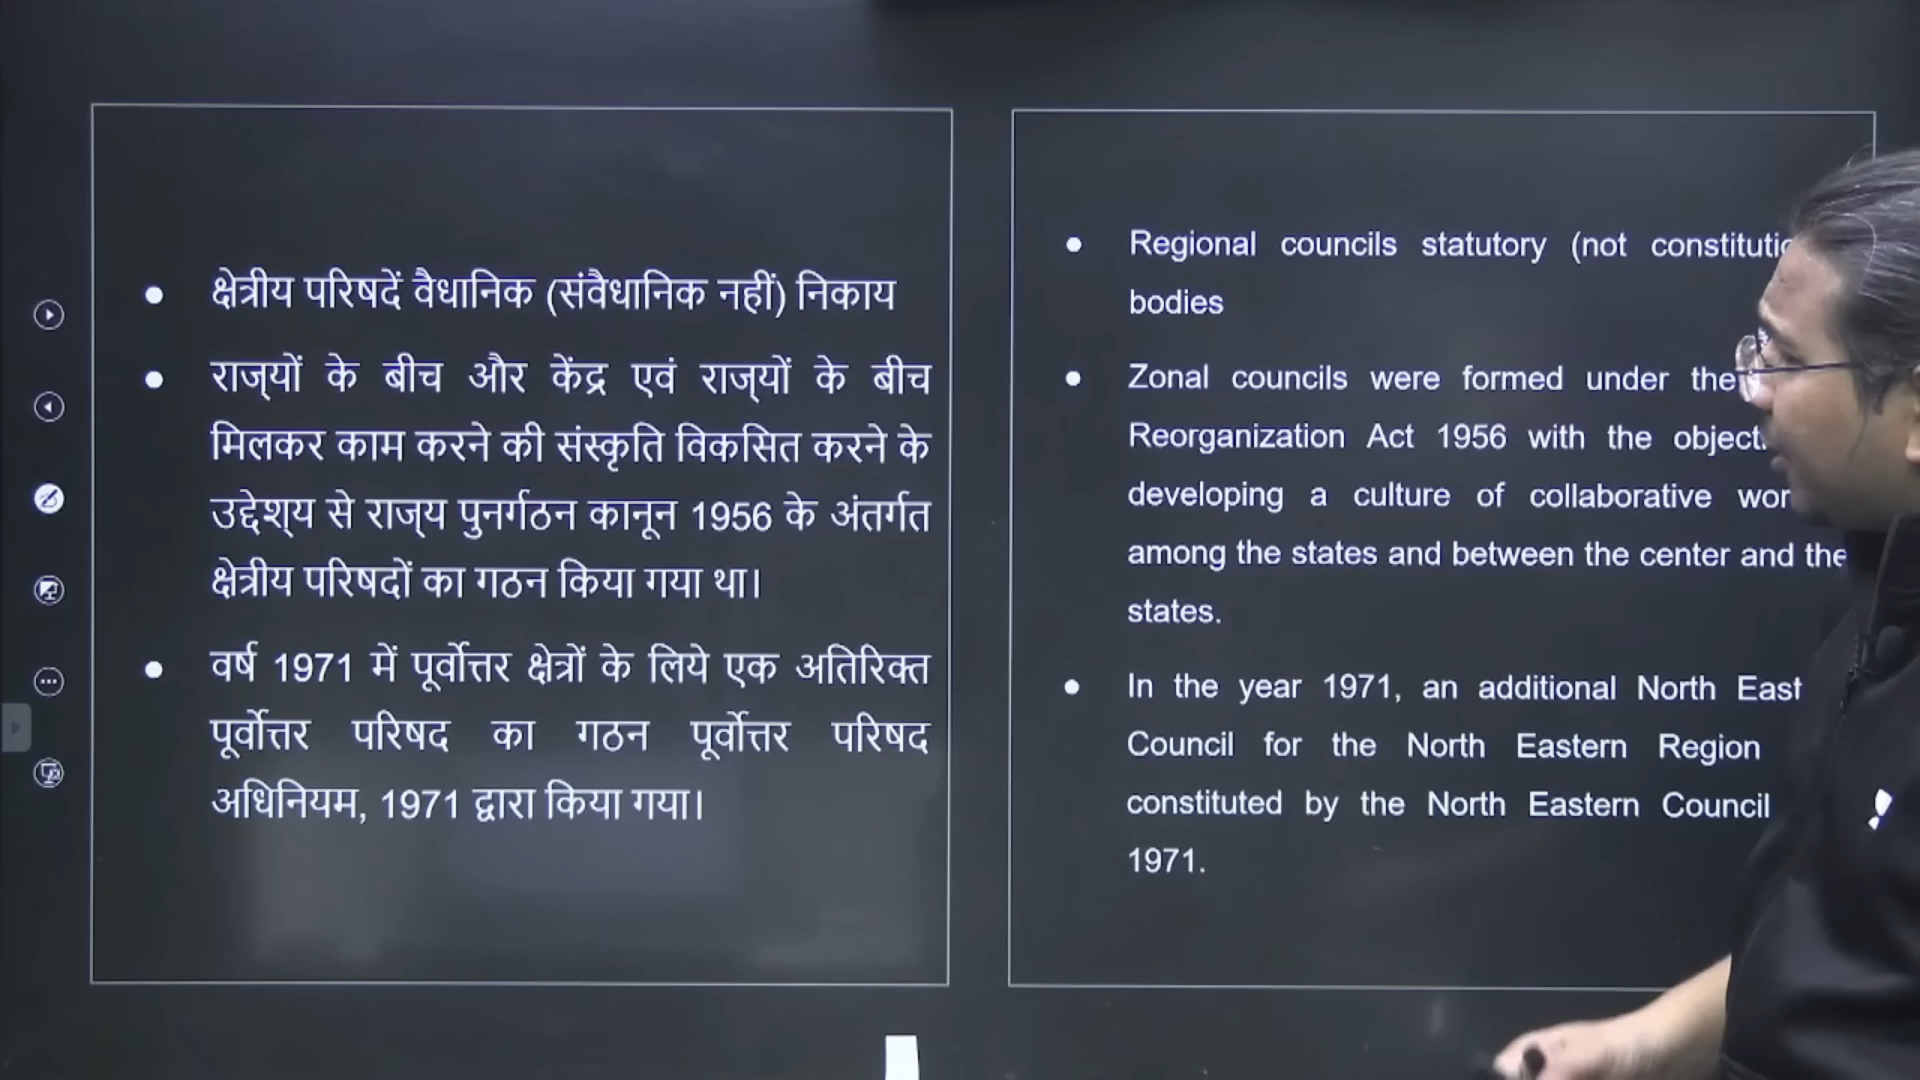 क्षेत्रीय परिषदें वैधानिक (संवैधानिक नहीं) निकाय
राज्यों के बीच और केंद्र एवं राज्यों के बीच
मिलकर काम करने की संस्कृति विकसित करने के
उद्देश्य से राज्य पुनर्गठन कानून 1956 के अंतर्गत
क्षेत्रीय परिषदों का गठन किया गया था।
वर्ष 1971 में पूर्वोत्तर क्षेत्रों के लिये एक अतिरिक्त
पूर्वोत्तर परिषद का गठन पूर्वोत्तर परिषद
अधिनियम, 1971 द्वारा किया गया।
Regional councils statutory (not
bodies
Zonal councils were formed under the
Reorganization Act 1956 with the
developing a culture of collaborative
among the states and between the center and the
states.
In the year 1971, an additional North East
Council for the North Eastern Region
constituted by the North Eastern Council
1971.